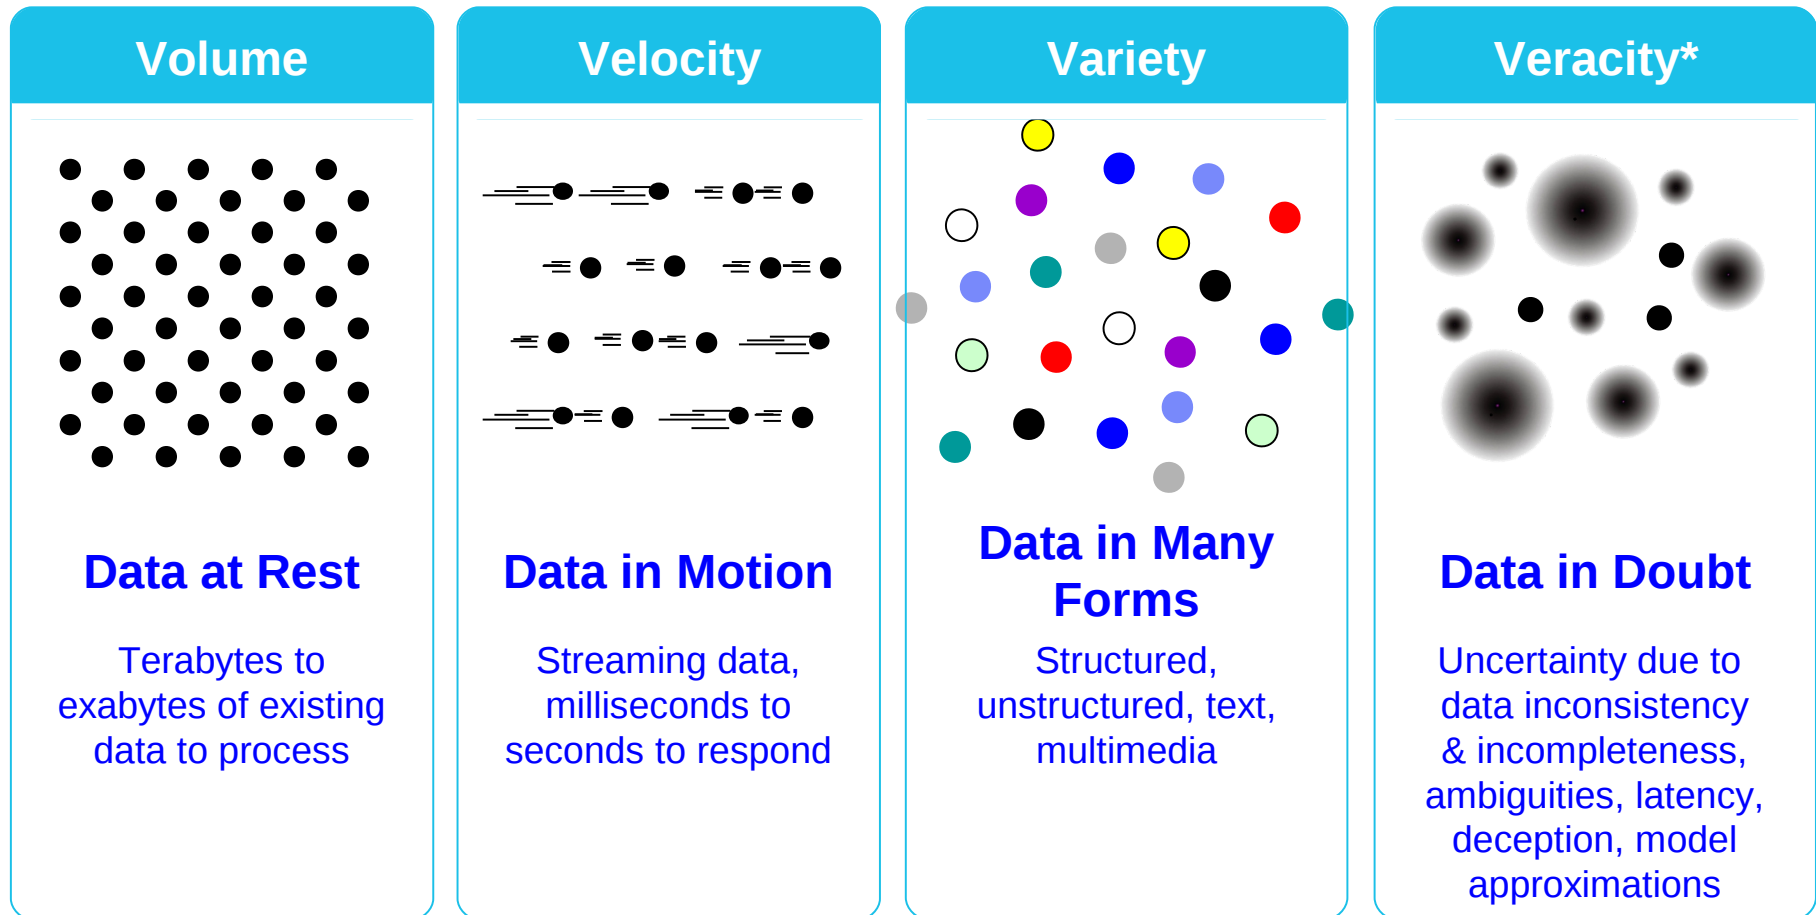 Volume
Data at Rest
Terabytes to
exabytes of existing
data to process
Velocity
Data in Motion
Streaming data,
milliseconds to
seconds to respond
Variety
Data in Many
Forms
Structured,
unstructured, text,
multimedia
Veracity*
Data in Doubt
Uncertainty due to
data inconsistency
& incompleteness,
ambiguities, latency,
deception, model
approximations